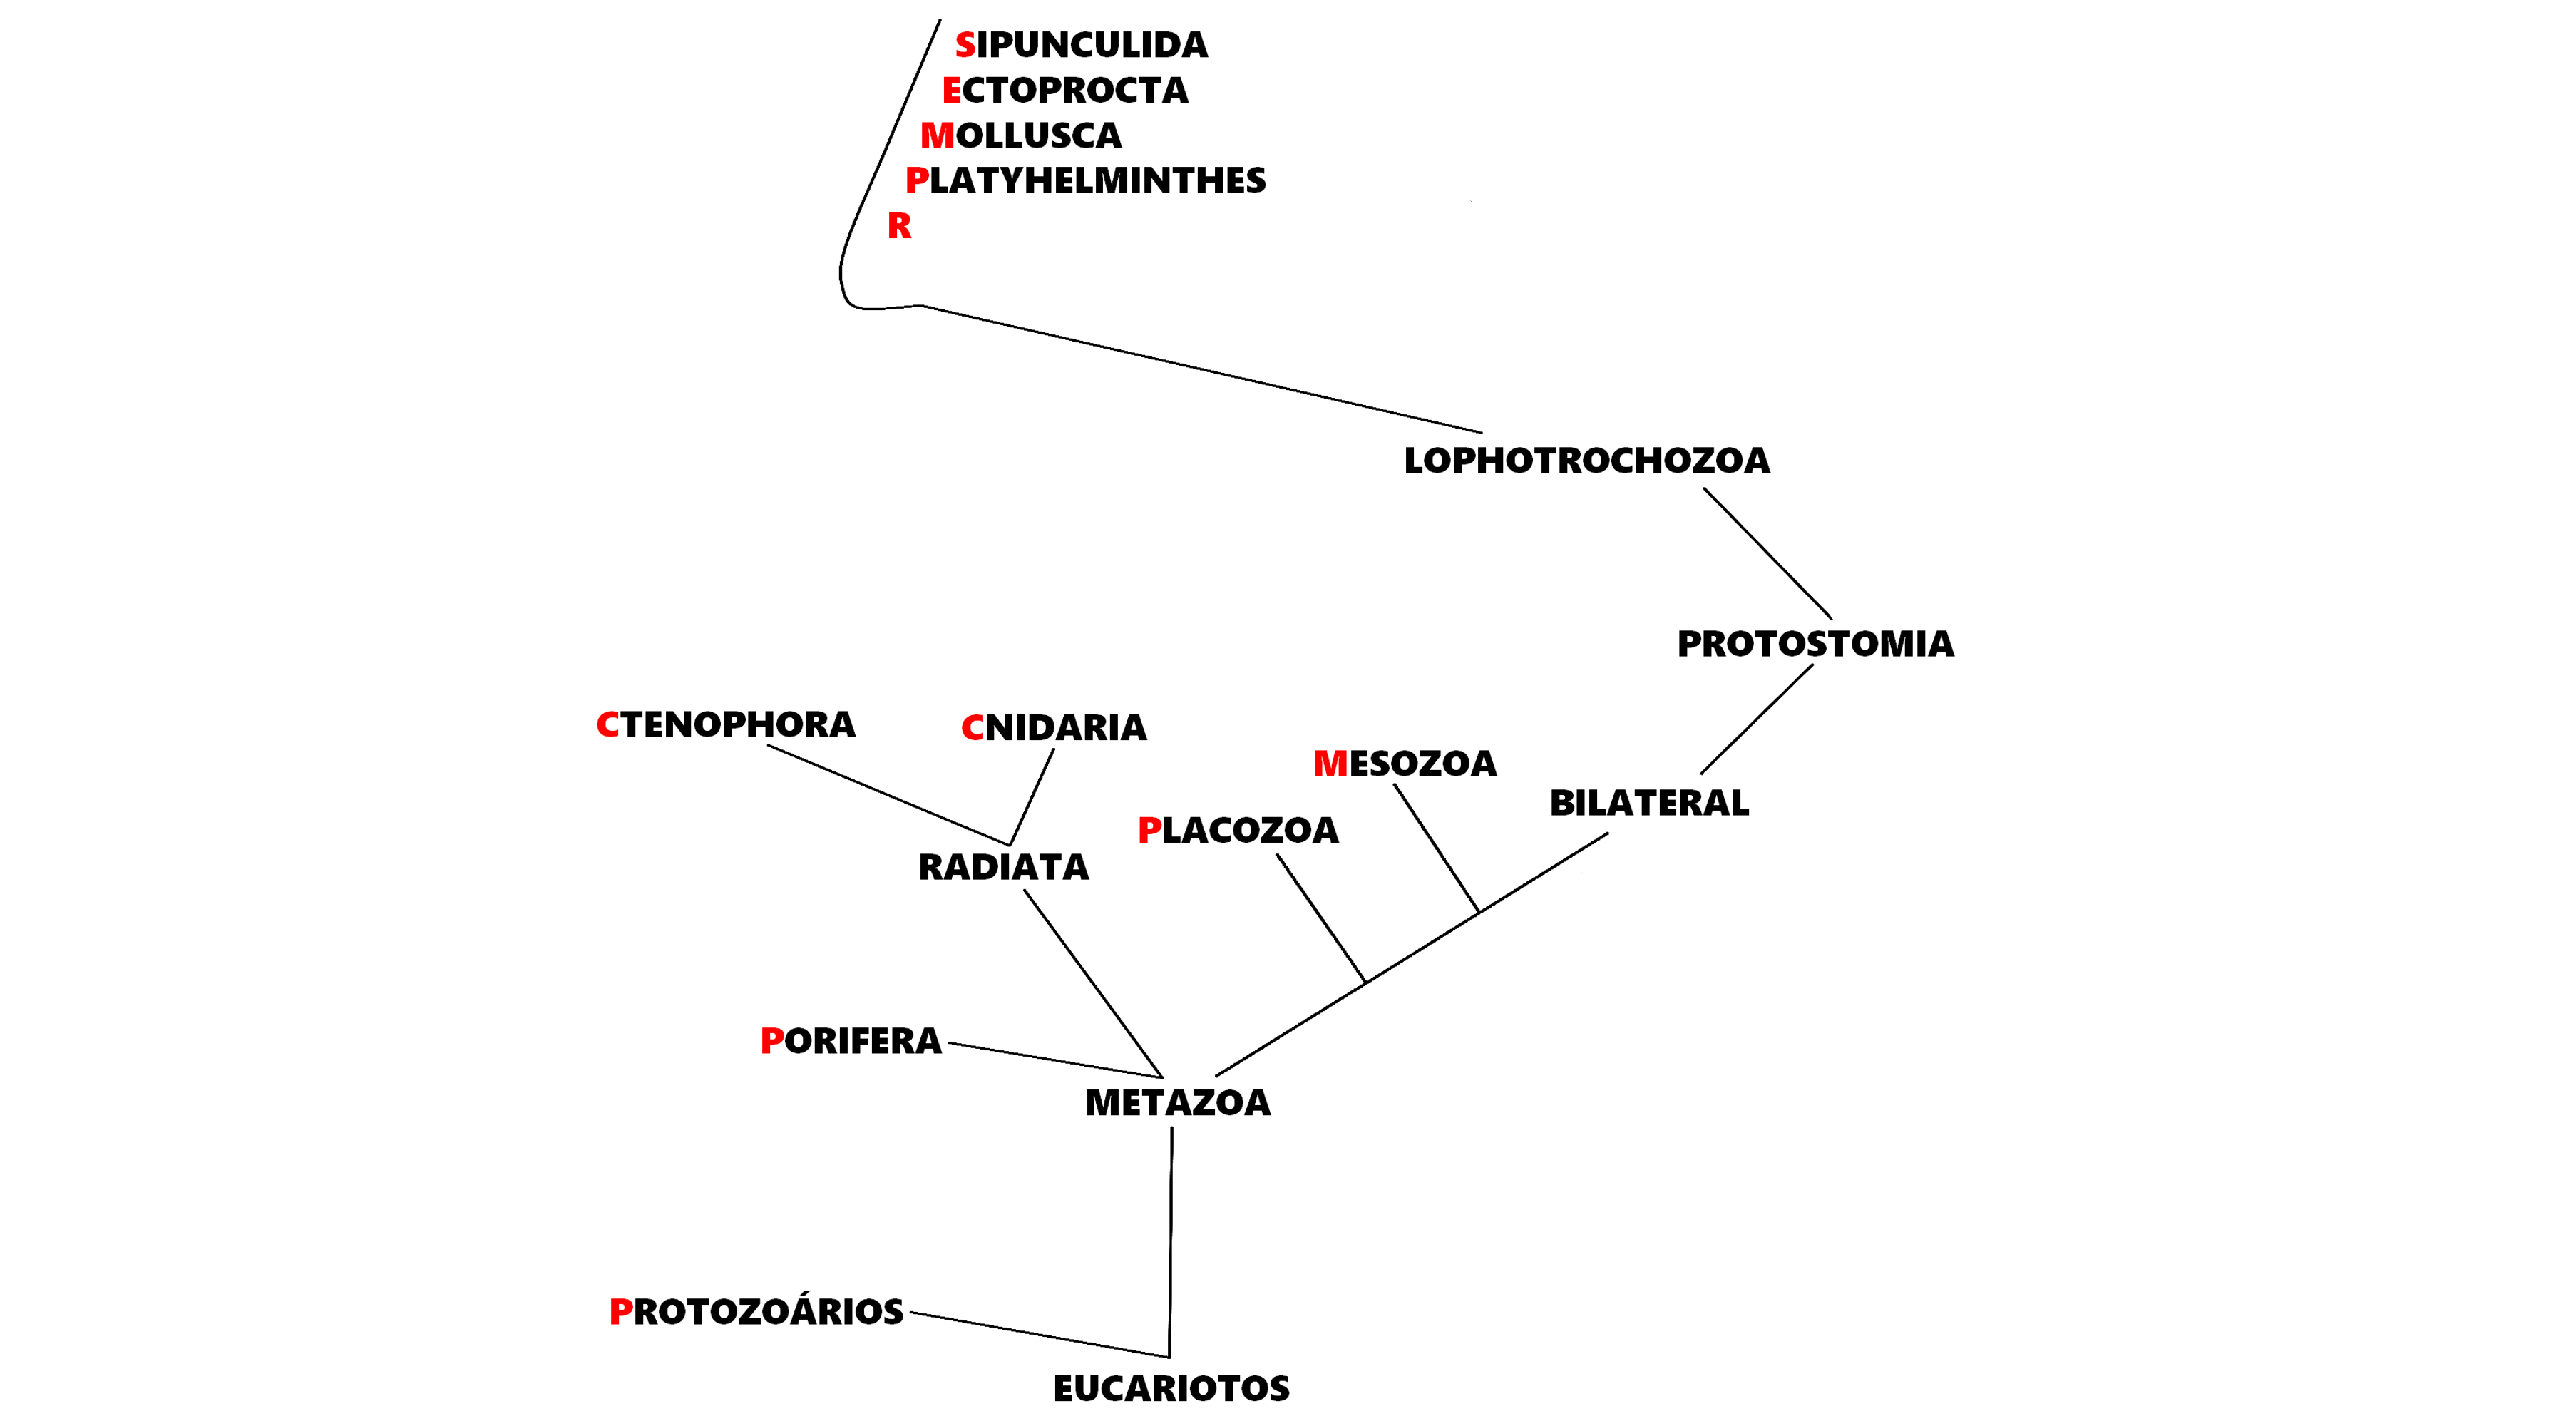 SIPUNCULIDA
ECTOPROCTA
MOLLUSCA
PLATYHELMINTHES
R
LOPHOTROCHOZOA
PROTOSTOMIA
CTENOPHORA
CNIDARIA
MESOZOA
BILATERAL
PLACOZOA
RADIATA
PORIFERA
METAZOA
PROTOZOÁRIOS
EUCARIOTOS